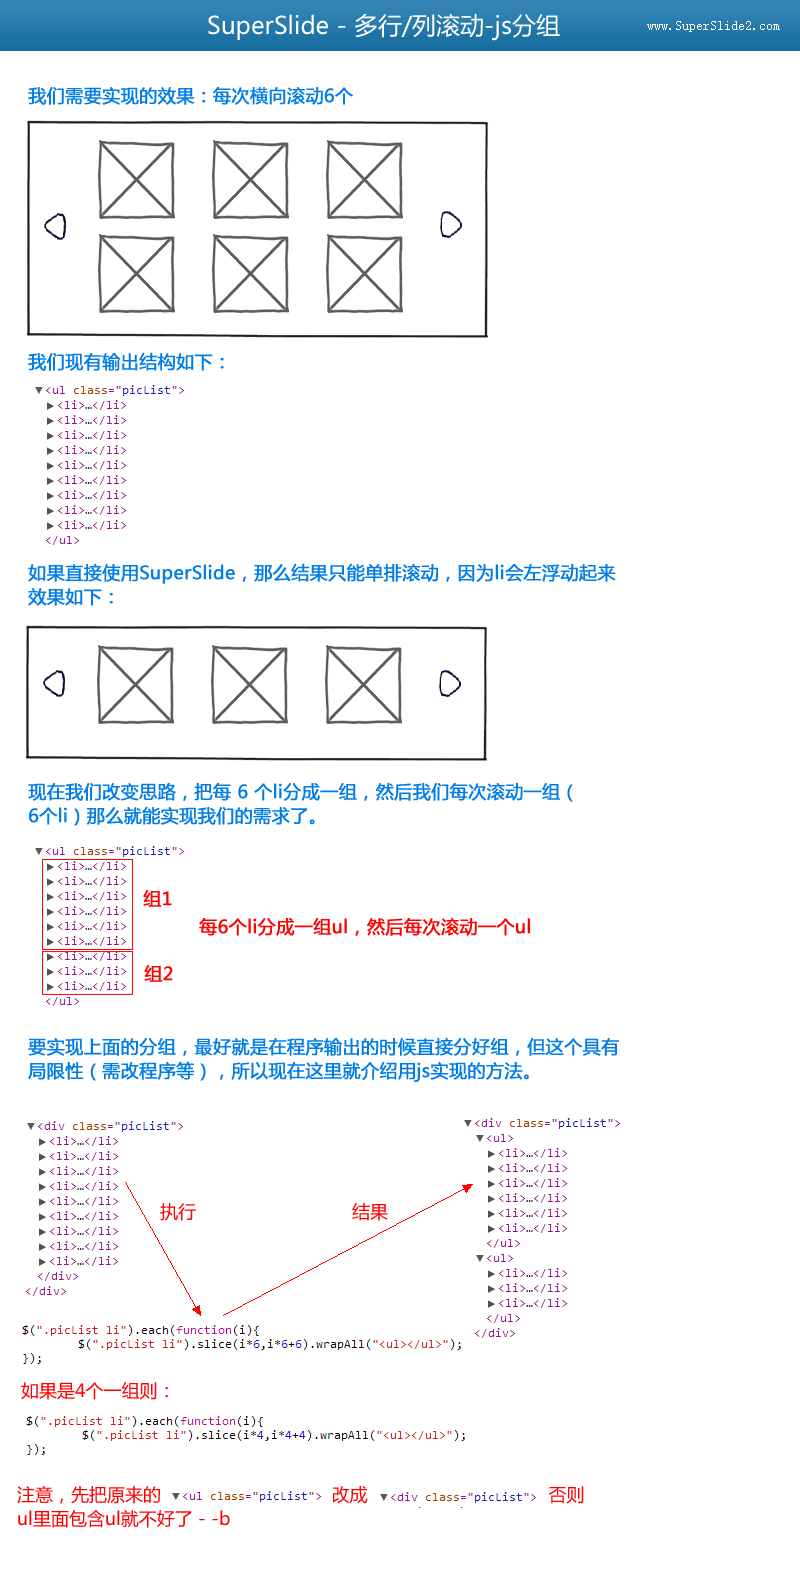 SuperSlide - 多行/列滚动-js分组
www.SuperSlide2.com
我们需要实现的效果：每次横向滚动6个
我们现有输出结构如下：
▼<ul class="picList">
▶<li>…</li>
▶<li>…</li>
▶<li>…</li>
▶<li>…</li>
▶<li>…</li>
▶<li>…</li>
▶<li>…</li>
▶<li>…</li>
▶<li>…</li>
</ul>
如果直接使用SuperSlide，那么结果只能单排滚动，因为li会左浮动起来
效果如下：
现在我们改变思路，把每 6 个li分成一组，然后我们每次滚动一组（
6个li）那么就能实现我们的需求了。
▼<ul class="picList">
▶<li>…</li>
▶<li>…</li>
▶<li>…</li>
▶<li>…</li>
▶<li>…</li>
▶<li>…</li>
组1
每6个li分成一组ul，然后每次滚动一个ul
▶<li>…</li>
▶<li>…</li>
▶<li>…</li>
组2
</ul>
要实现上面的分组，最好就是在程序输出的时候直接分好组，但这个具有
局限性（需改程序等），所以现在这里就介绍用js实现的方法。
▼<div class="picList">
▶<li>…</li>
▶<li>…</li>
▶<li>…</li>
▶<li>…</li>
▶<li>…</li>
▶<li>…</li>
▶<li>…</li>
▶<li>…</li>
▶<li>…</li>
</div>
</div>
执行
结果
▼<div class="picList">
▼<ul>
▶<li>…</li>
▶<li>…</li>
▶<li>…</li>
▶<li>…</li>
▶<li>…</li>
▶<li>…</li>
</ul>
▼<ul>
▶<li>…</li>
▶<li>…</li>
▶<li>…</li>
</ul>
</div>
$(".picList li").each(function(i){
$(".picList li").slice(i*6,i*6+6).wrapAll("<ul></ul>");
});
如果是4个一组则：
$(".picList li").each(function(i){
$(".picList li").slice(i*4,i*4+4).wrapAll("<ul></ul>");
});
注意，先把原来的 ▼<ul class="picList"> 改成 ▼<div class="picList"> 否则
ul里面包含ul就不好了 - -b